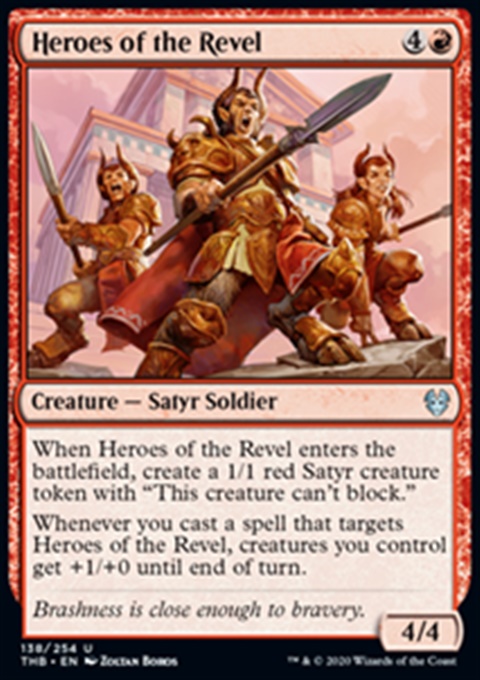 Heroes of the Revel 4
Creature — Satyr Soldier
When Heroes of the Revel enters the
battlefield, create a 1/1 red Satyr creature
token with “This creature can’t block.”
Whenever you cast a spell that targets
Heroes of the Revel, creatures you control
get +1/+0 until end of turn.
Brashness is close enough to bravery.
4/4
138/254 U
THB • EN Zoltan Boros
™ & © 2020 Wizards of the Coast